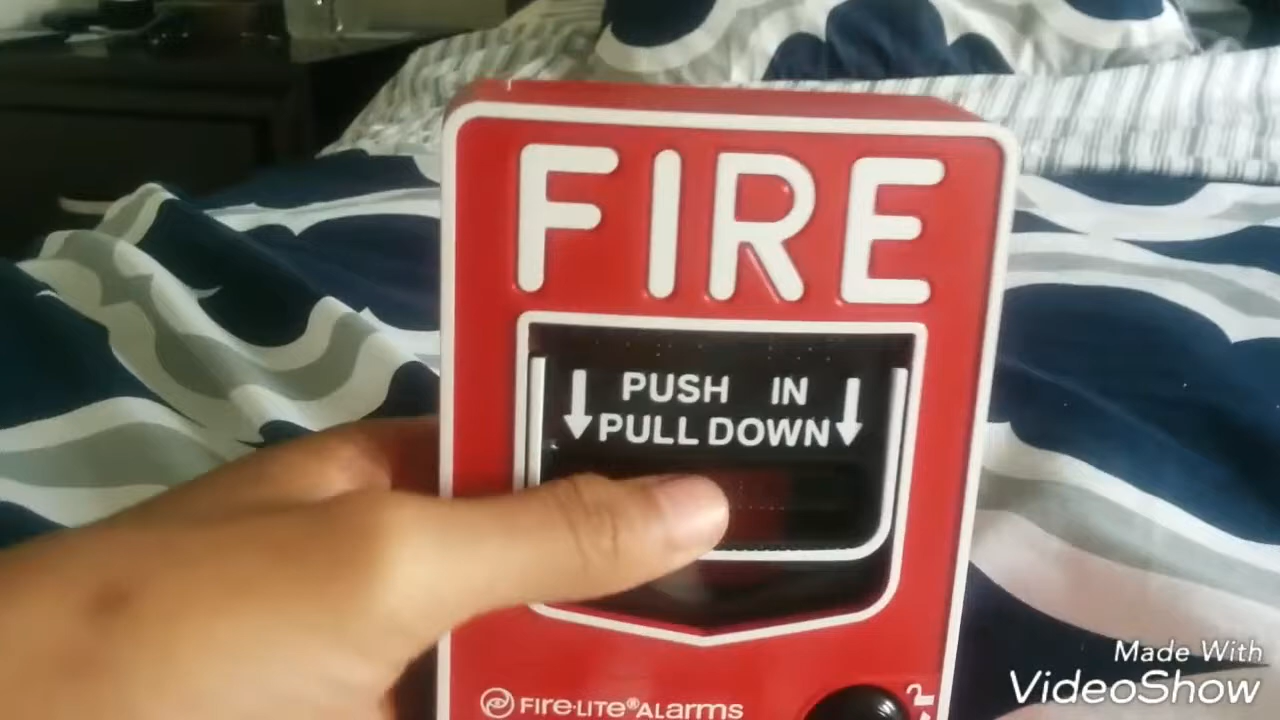 FIRE
PUSH IN
PULL DOWN
FIRE·LITE® ALARMS
Made With
VideoShow